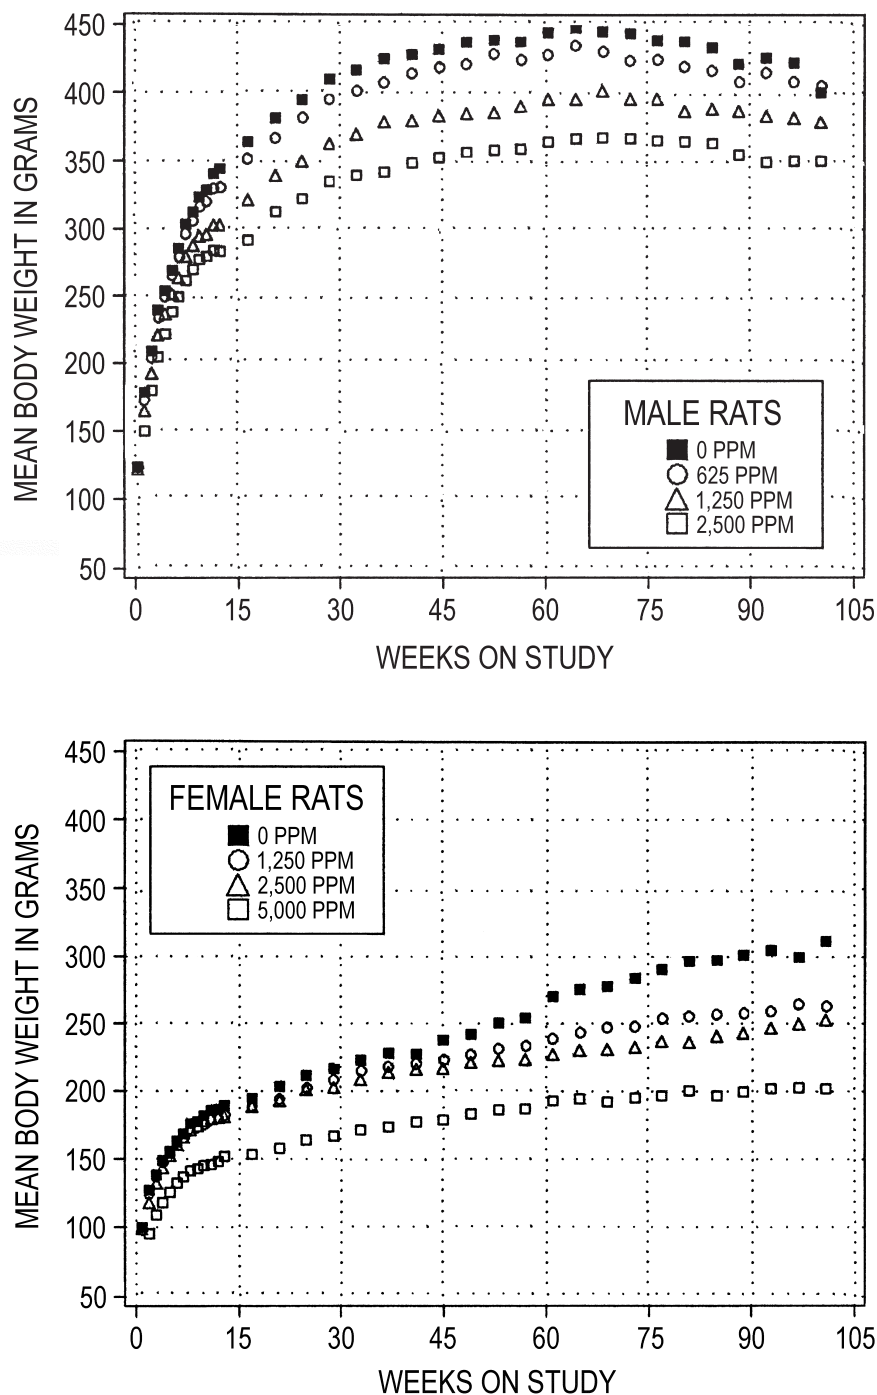 450
400
350
300
250
200
150
100
50
MEAN BODY WEIGHT IN GRAMS
MALE RATS
0 PPM
625 PPM
1,250 PPM
2,500 PPM
0 15 30 45 60 75 90 105
WEEKS ON STUDY
450
400
350
300
250
200
150
100
50
MEAN BODY WEIGHT IN GRAMS
FEMALE RATS
0 PPM
1,250 PPM
2,500 PPM
5,000 PPM
0 15 30 45 60 75 90 105
WEEKS ON STUDY